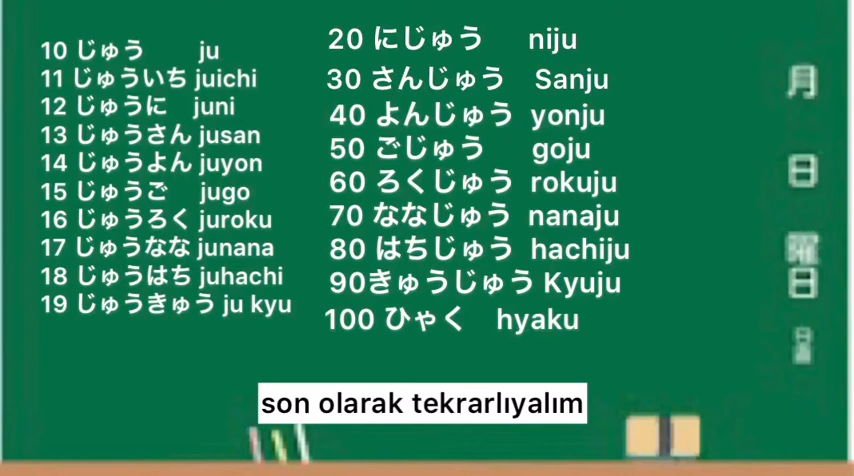 10 じゅう ju
11 じゅういち juichi
12 じゅうに juni
13 じゅうさん jusan
14 じゅうよん juyon
15 じゅうご jugo
16 じゅうろく juroku
17 じゅうなな junana
18 じゅうはち juhachi
19 じゅうきゅう ju kyu
20 にじゅう niju
30 さんじゅう Sanju
40 よんじゅう yonju
50 ごじゅう goju
60 ろくじゅう rokuju
70 ななじゅう nanaju
80 はちじゅう hachiju
90きゅうじゅう Kyuju
100 ひゃく hyaku
月
日
曜
日
son olarak tekrarlıyalım